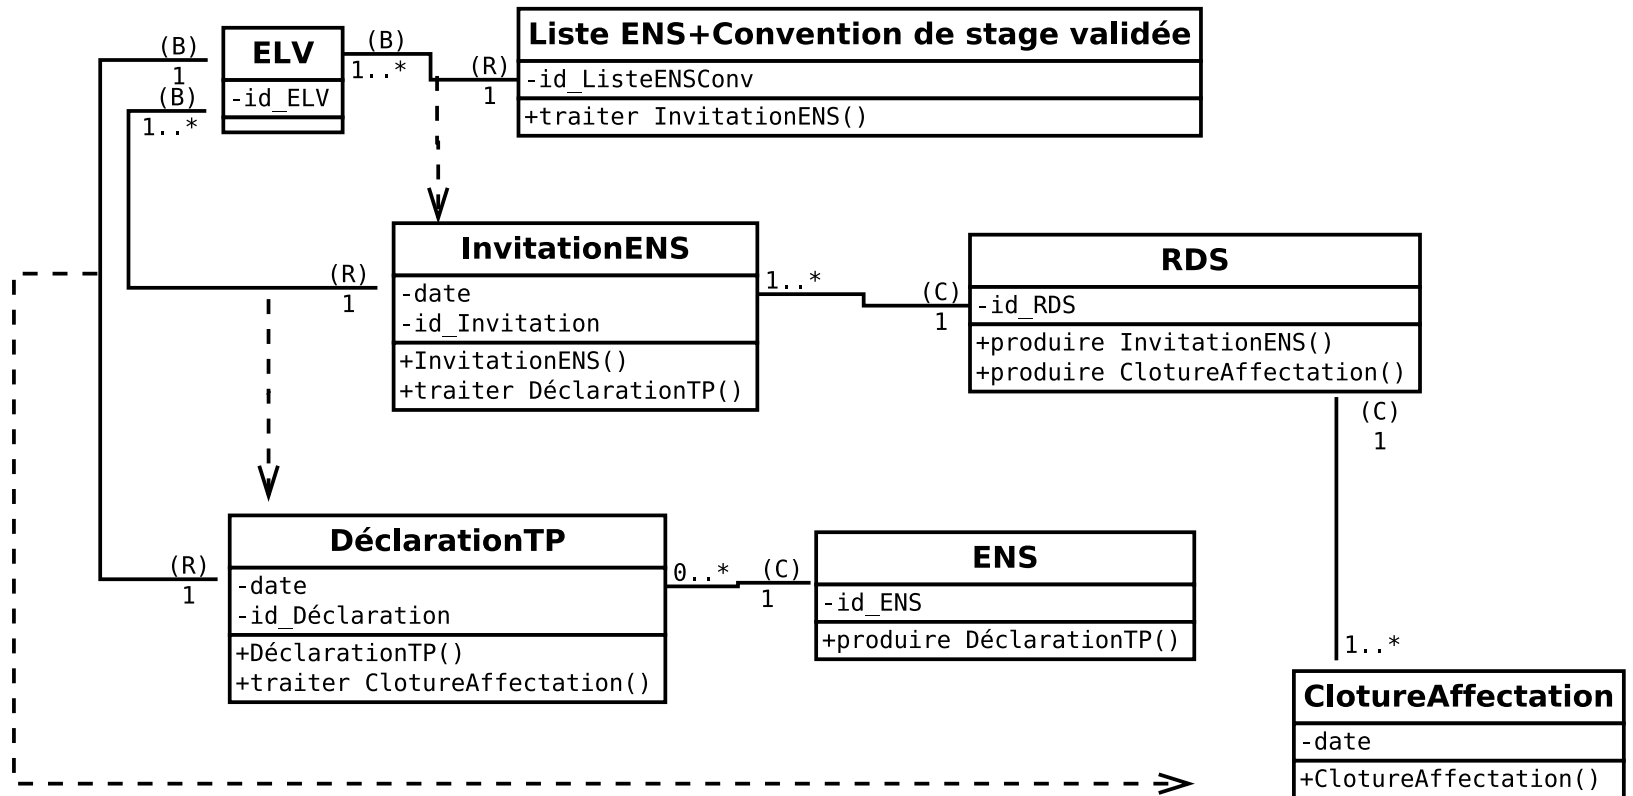 ELV
-id_ELV
(B)
1
(B)
1..*
(B)
1..*
(R)
1
Liste ENS+Convention de stage validée
-id_ListeENSConv
+traiter InvitationENS()
(R)
1
InvitationENS
-date
-id_Invitation
+InvitationENS()
+traiter DéclarationTP()
1..*
(C)
1
RDS
-id_RDS
+produire InvitationENS()
+produire ClotureAffectation()
(C)
1
1..*
(R)
1
DéclarationTP
-date
-id_Déclaration
+DéclarationTP()
+traiter ClotureAffectation()
0..*
(C)
1
ENS
-id_ENS
+produire DéclarationTP()
ClotureAffectation
-date
+ClotureAffectation()